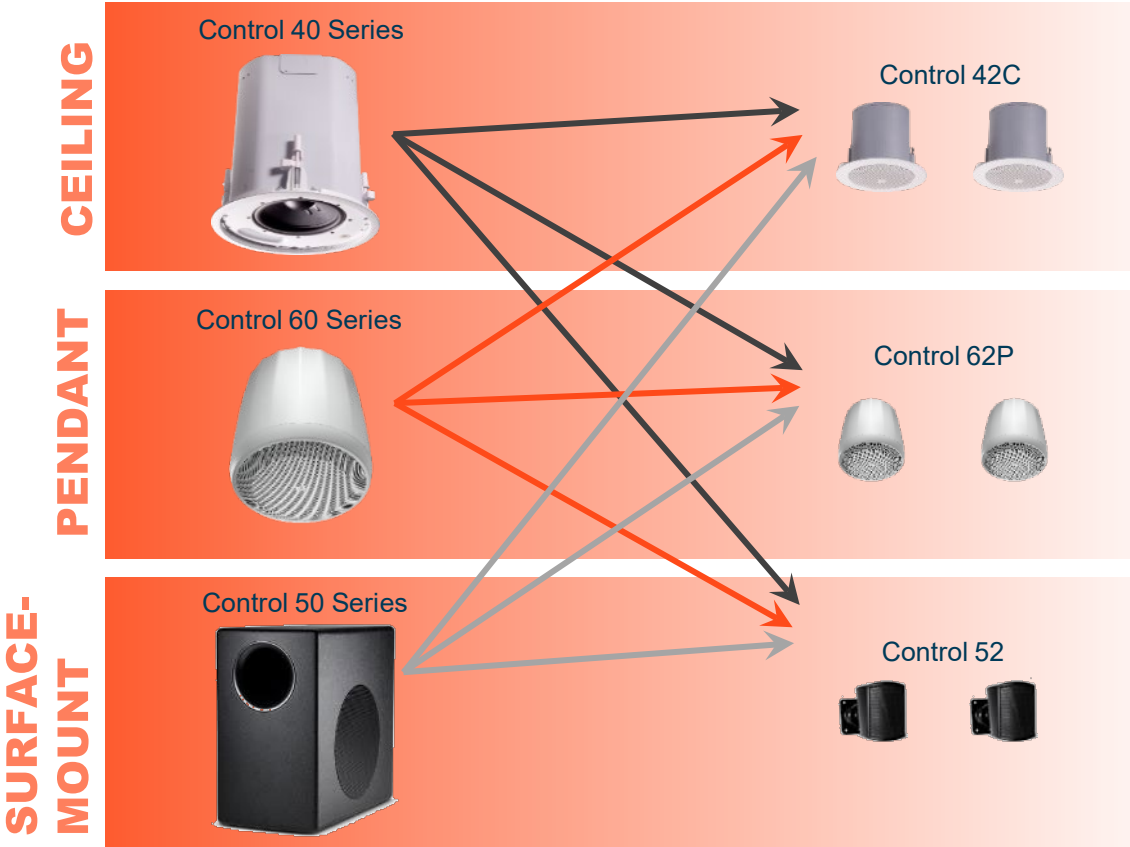 CEILING
Control 40 Series
Control 42C
PENDANT
Control 60 Series
Control 62P
SURFACE-
MOUNT
Control 50 Series
Control 52